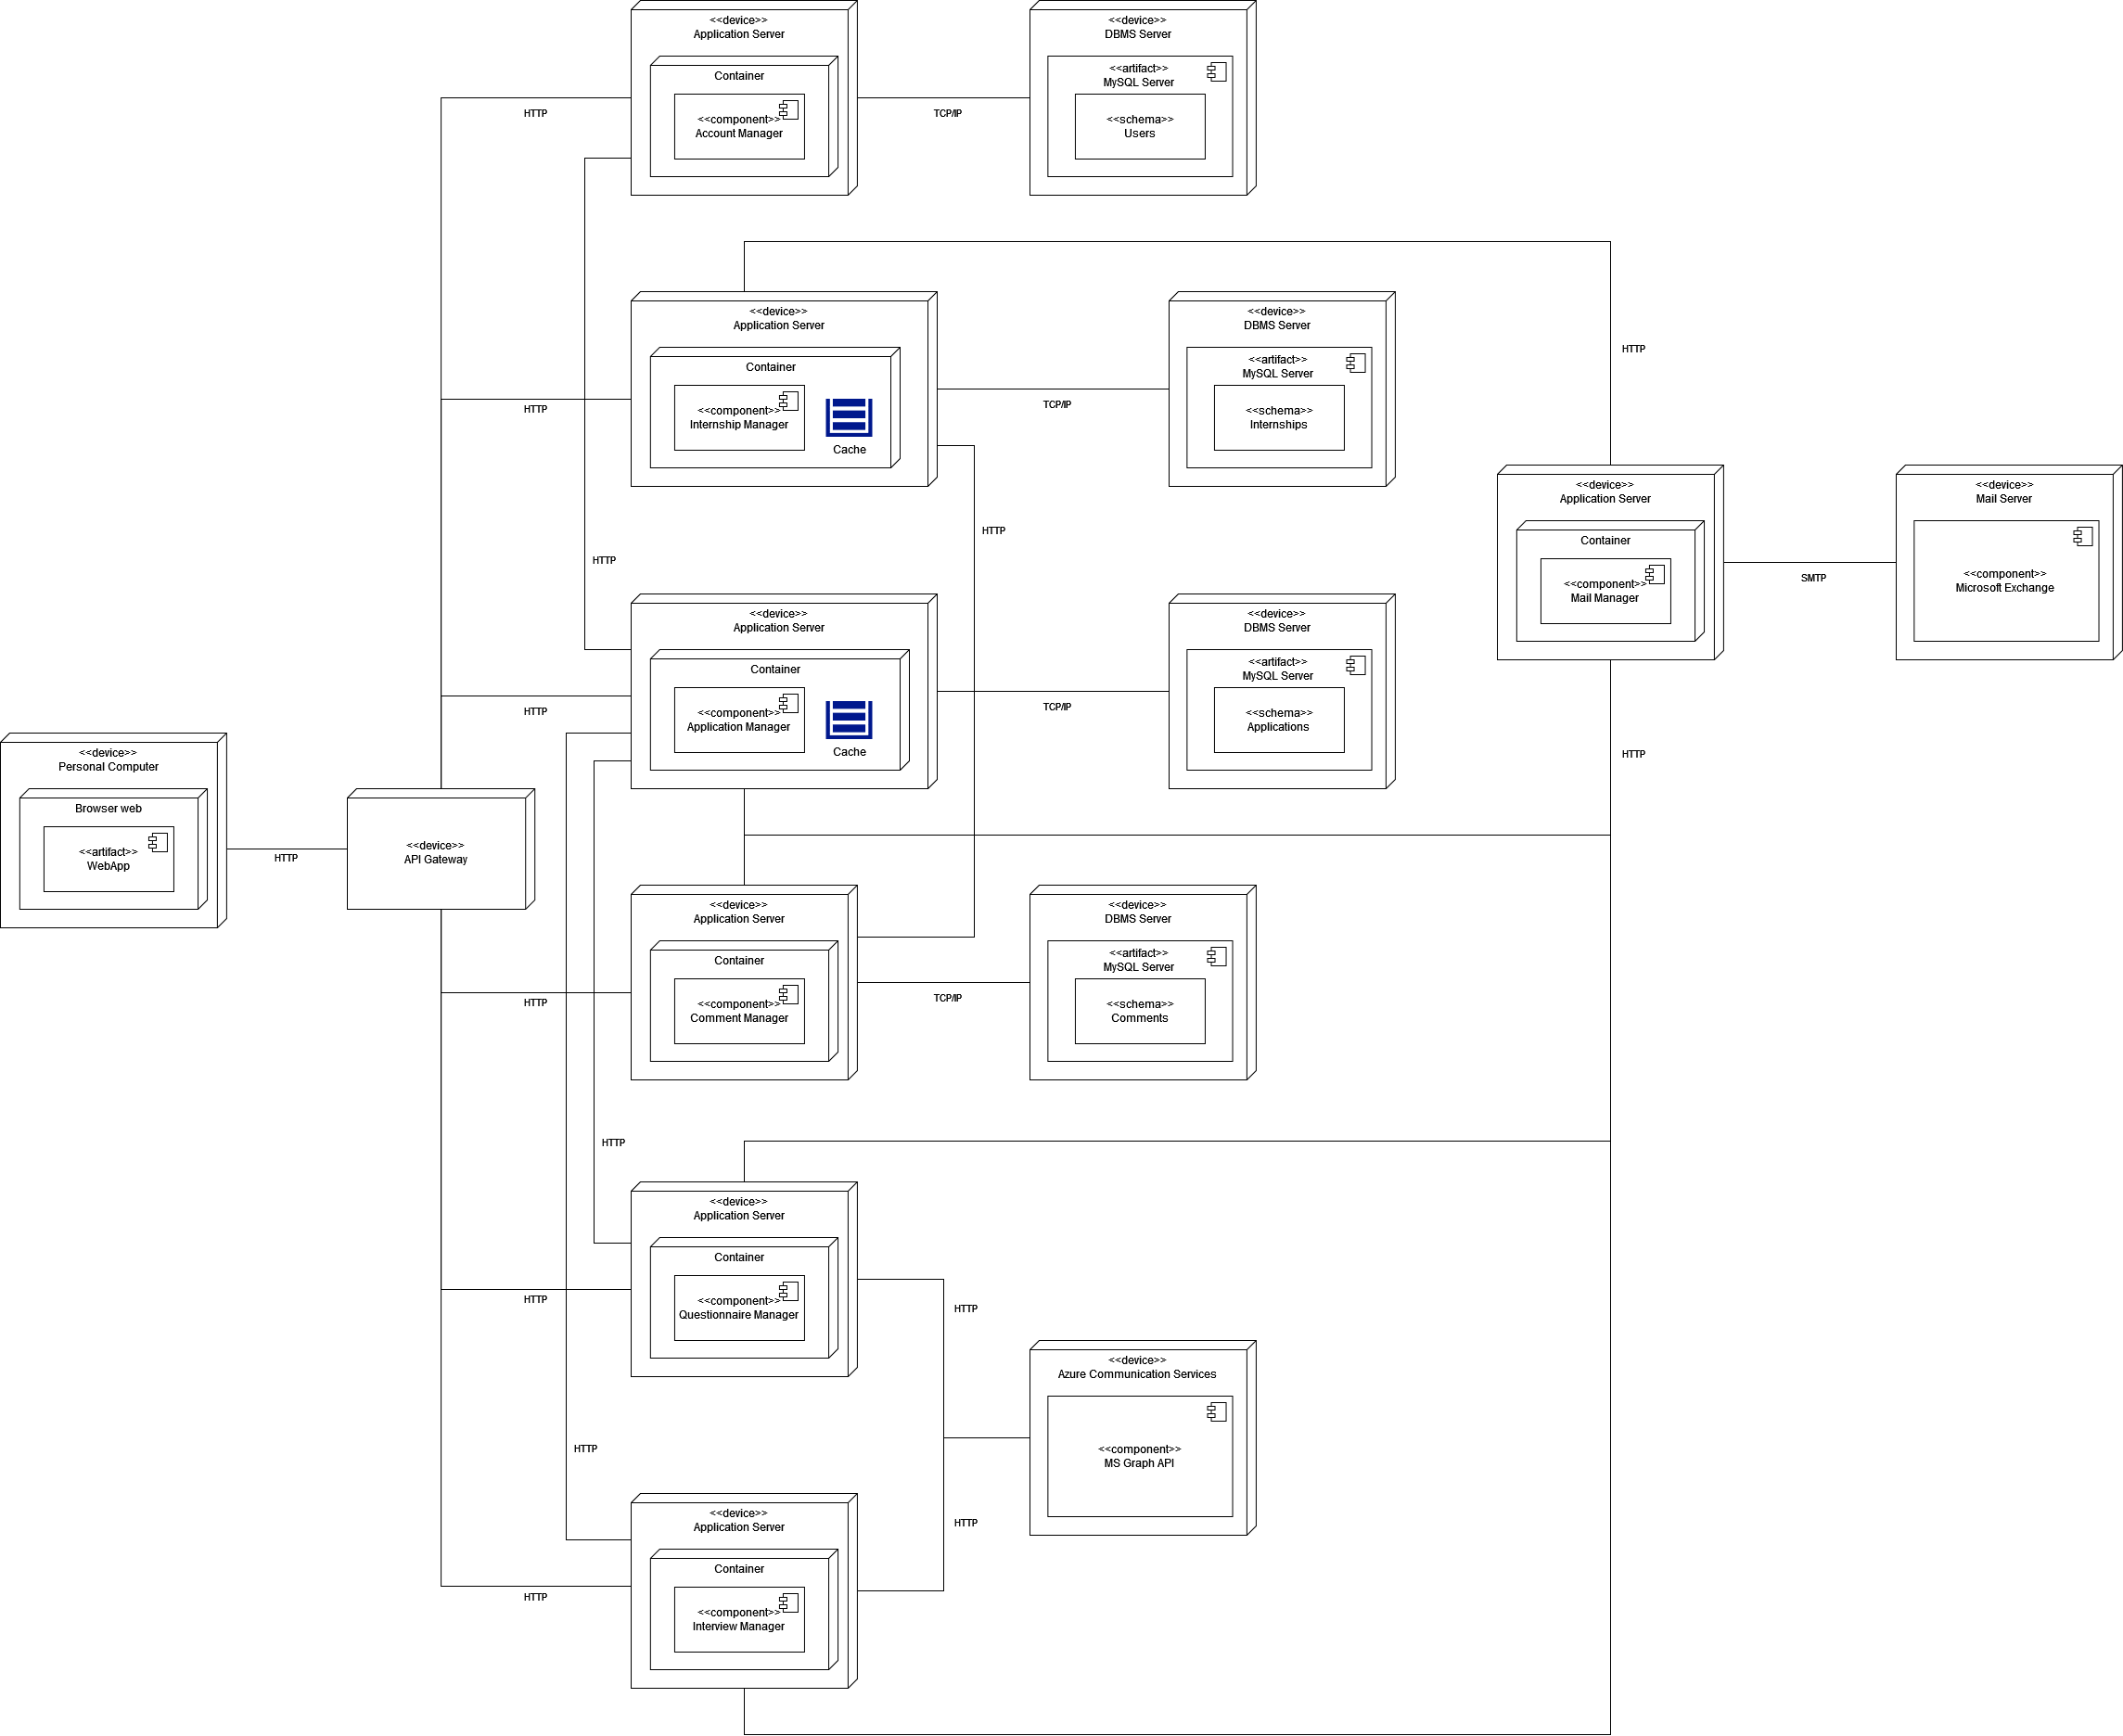 <<device>>
Application Server
Container
<<component>>
Account Manager
<<device>>
DBMS Server
<<artifact>>
MySQL Server
<<schema>>
Users
HTTP
TCP/IP
<<device>>
Application Server
Container
<<component>>
Internship Manager
Cache
<<device>>
DBMS Server
<<artifact>>
MySQL Server
<<schema>>
Internships
HTTP
HTTP
TCP/IP
<<device>>
Application Server
Container
<<component>>
Mail Manager
<<device>>
Mail Server
<<component>>
Microsoft Exchange
HTTP
HTTP
SMTP
<<device>>
Application Server
Container
<<component>>
Application Manager
Cache
<<device>>
DBMS Server
<<artifact>>
MySQL Server
<<schema>>
Applications
HTTP
TCP/IP
HTTP
<<device>>
Personal Computer
Browser web
<<artifact>>
WebApp
HTTP
<<device>>
API Gateway
<<device>>
Application Server
Container
<<component>>
Comment Manager
<<device>>
DBMS Server
<<artifact>>
MySQL Server
<<schema>>
Comments
HTTP
TCP/IP
HTTP
<<device>>
Application Server
Container
<<component>>
Questionnaire Manager
HTTP
HTTP
<<device>>
Azure Communication Services
<<component>>
MS Graph API
HTTP
HTTP
<<device>>
Application Server
Container
<<component>>
Interview Manager
HTTP